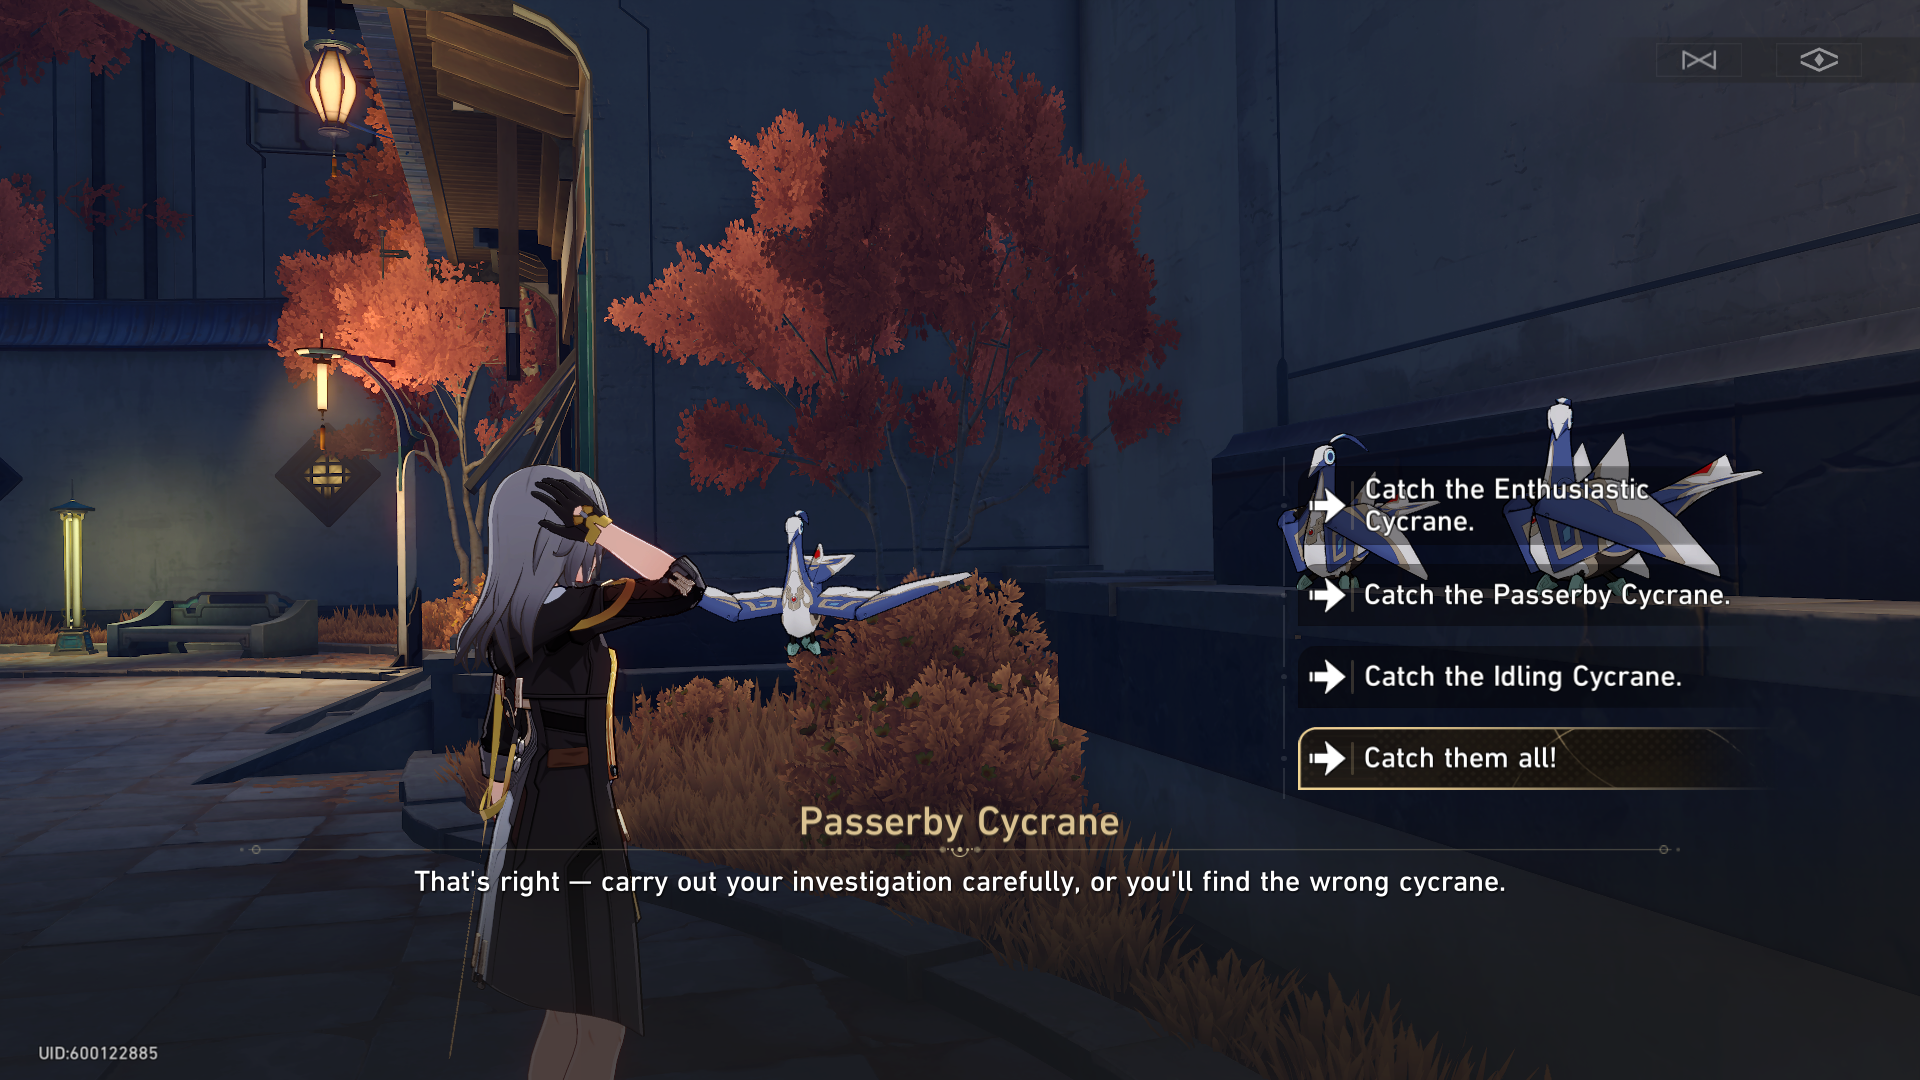 Catch the Enthusiastic
Cycrane.
Catch the Passerby Cycrane.
Catch the Idling Cycrane.
Catch them all!
Passerby Cycrane
That's right — carry out your investigation carefully, or you'll find the wrong cycrane.
UID:600122885